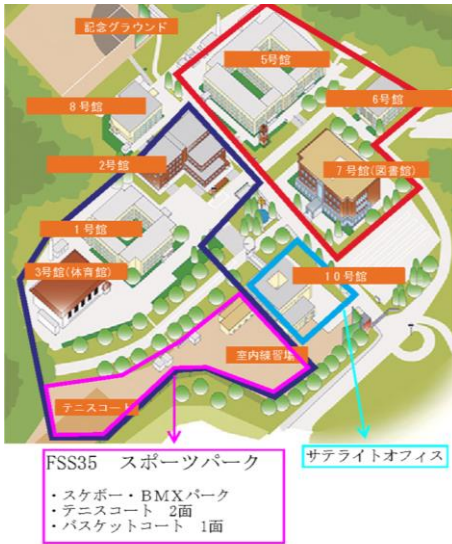 記念グラウンド
5号館
8号館
6号館
2号館
7号館(図書館)
1号館
3号館(体育館)
10号館
室内練習場
テニスコート
FSS35 スポーツパーク
・スケボー・BMXパーク
・テニスコート 2面
・バスケットコート 1面
サテライトオフィス